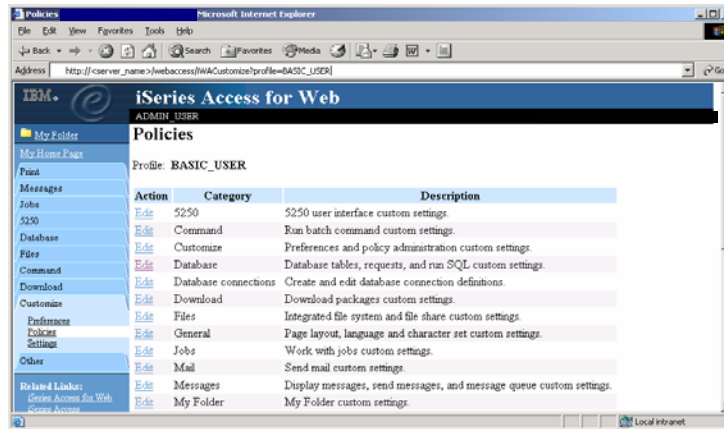 Policies Microsoft Internet Explorer
File Edit View Favorites Tools Help
Back Search Favorites Media
Address http://<server_name>/webaccess/iWACustomize?profile=BASIC_USER Go
IBM. iSeries Access for Web
ADMIN_USER
My Folder
My Home Page
Print
Messages
Jobs
5250
Database
Files
Command
Download
Customize
Preferences
Policies
Settings
Other
Related Links:
iSeries Access for Web
iSeries Access
Policies
Profile: BASIC_USER
Action Category Description
Edit 5250 5250 user interface custom settings.
Edit Command Run batch command custom settings.
Edit Customize Preferences and policy administration custom settings.
Edit Database Database tables, requests, and run SQL custom settings.
Edit Database connections Create and edit database connection definitions.
Edit Download Download packages custom settings.
Edit Files Integrated file system and file share custom settings.
Edit General Page layout, language and character set custom settings.
Edit Jobs Work with jobs custom settings.
Edit Mail Send mail custom settings.
Edit Messages Display messages, send messages, and message queue custom settings.
Edit My Folder My Folder custom settings.
Local intranet